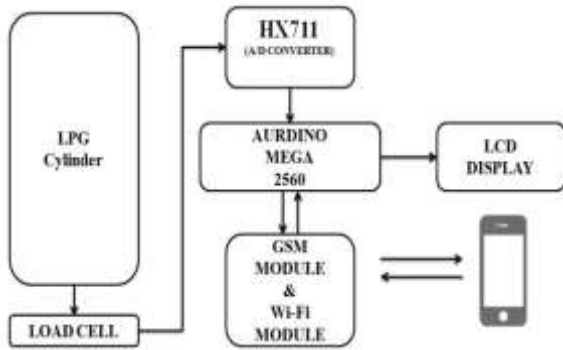 LPG
Cylinder
LOAD CELL
HX711
(A/D CONVERTER)
AURDINO
MEGA
2560
LCD
DISPLAY
GSM
MODULE
&
Wi-Fi
MODULE